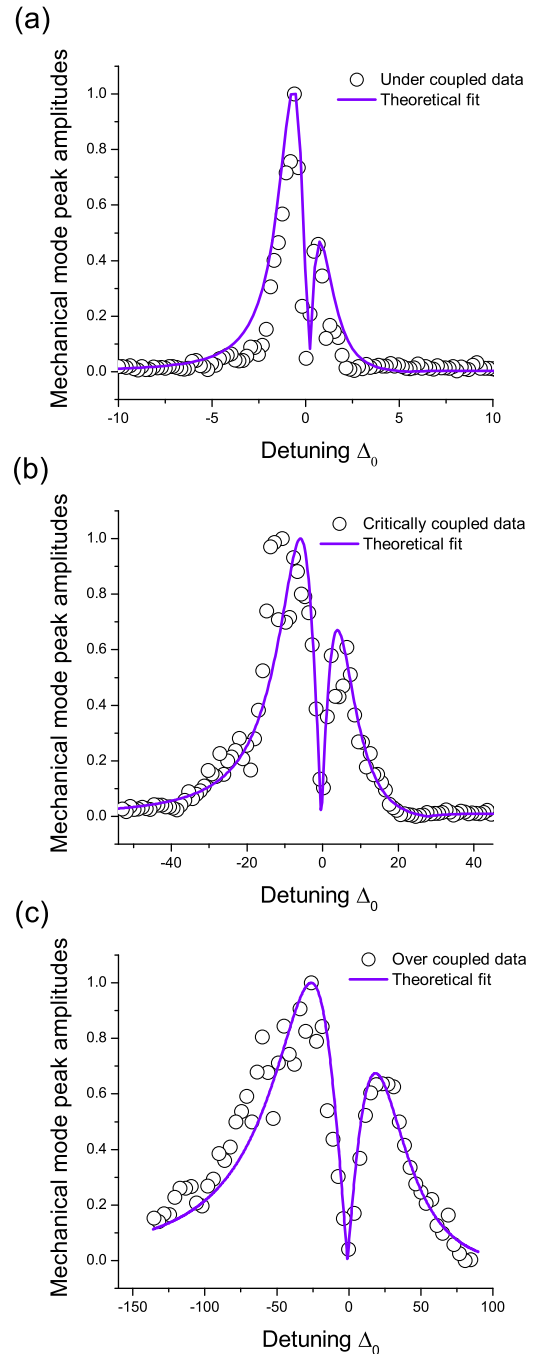 (a)
Mechanical mode peak amplitudes
1.0
0.8
0.6
0.4
0.2
0.0
Under coupled data
Theoretical fit
-10
-5
0
5
10
Detuning Δ₀
(b)
Mechanical mode peak amplitudes
1.0
0.8
0.6
0.4
0.2
0.0
Critically coupled data
Theoretical fit
-40
-20
0
20
40
Detuning Δ₀
(c)
Mechanical mode peak amplitudes
1.0
0.8
0.6
0.4
0.2
0.0
Over coupled data
Theoretical fit
-150
-100
-50
0
50
100
Detuning Δ₀